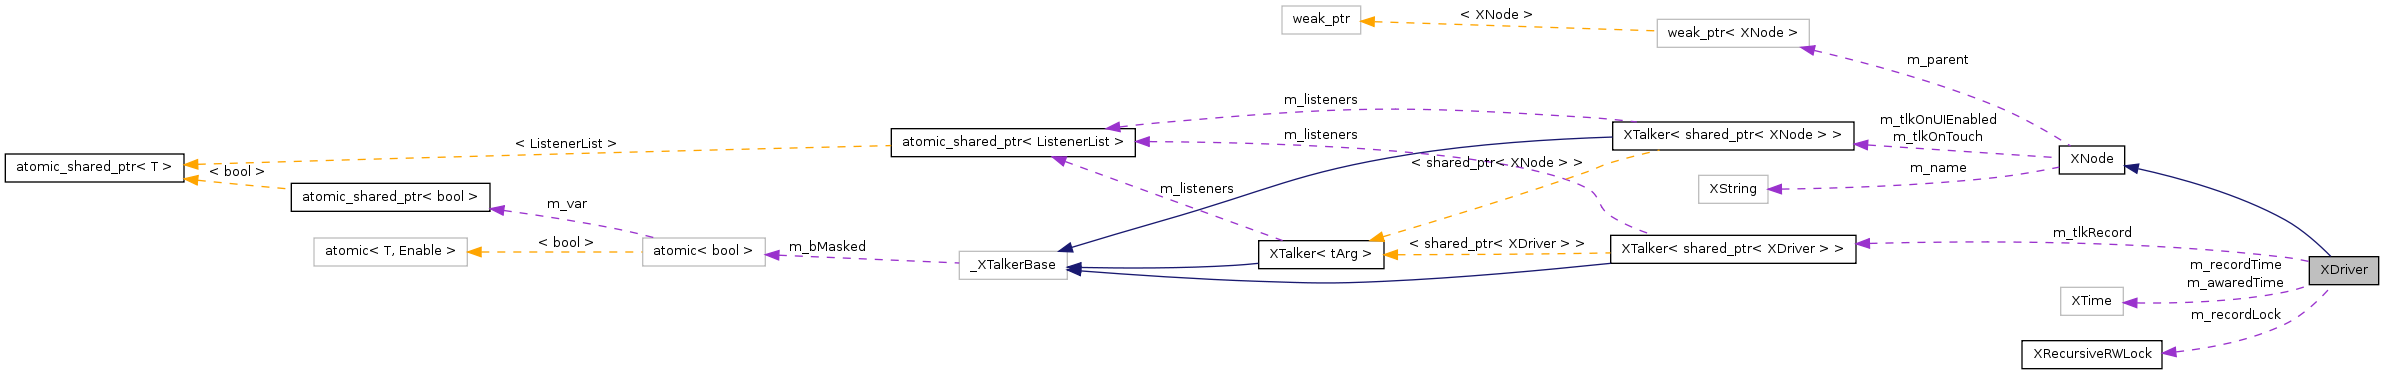 weak_ptr
< XNode >
weak_ptr< XNode >
m_parent
m_listeners
m_tlkOnUIEnabled
m_tlkOnTouch
XTalker< shared_ptr< XNode > >
m_listeners
atomic_shared_ptr< ListenerList >
< ListenerList >
atomic_shared_ptr< T >
< bool >
< shared_ptr< XNode > >
XNode
m_name
XString
m_listeners
atomic_shared_ptr< bool >
m_var
m_tlkRecord
< bool >
atomic< T, Enable >
atomic< bool >
m_bMasked
_XTalkerBase
XTalker< tArg >
< shared_ptr< XDriver > >
XTalker< shared_ptr< XDriver > >
m_recordTime
m_awaredTime
XDriver
XTime
m_recordLock
XRecursiveRWLock